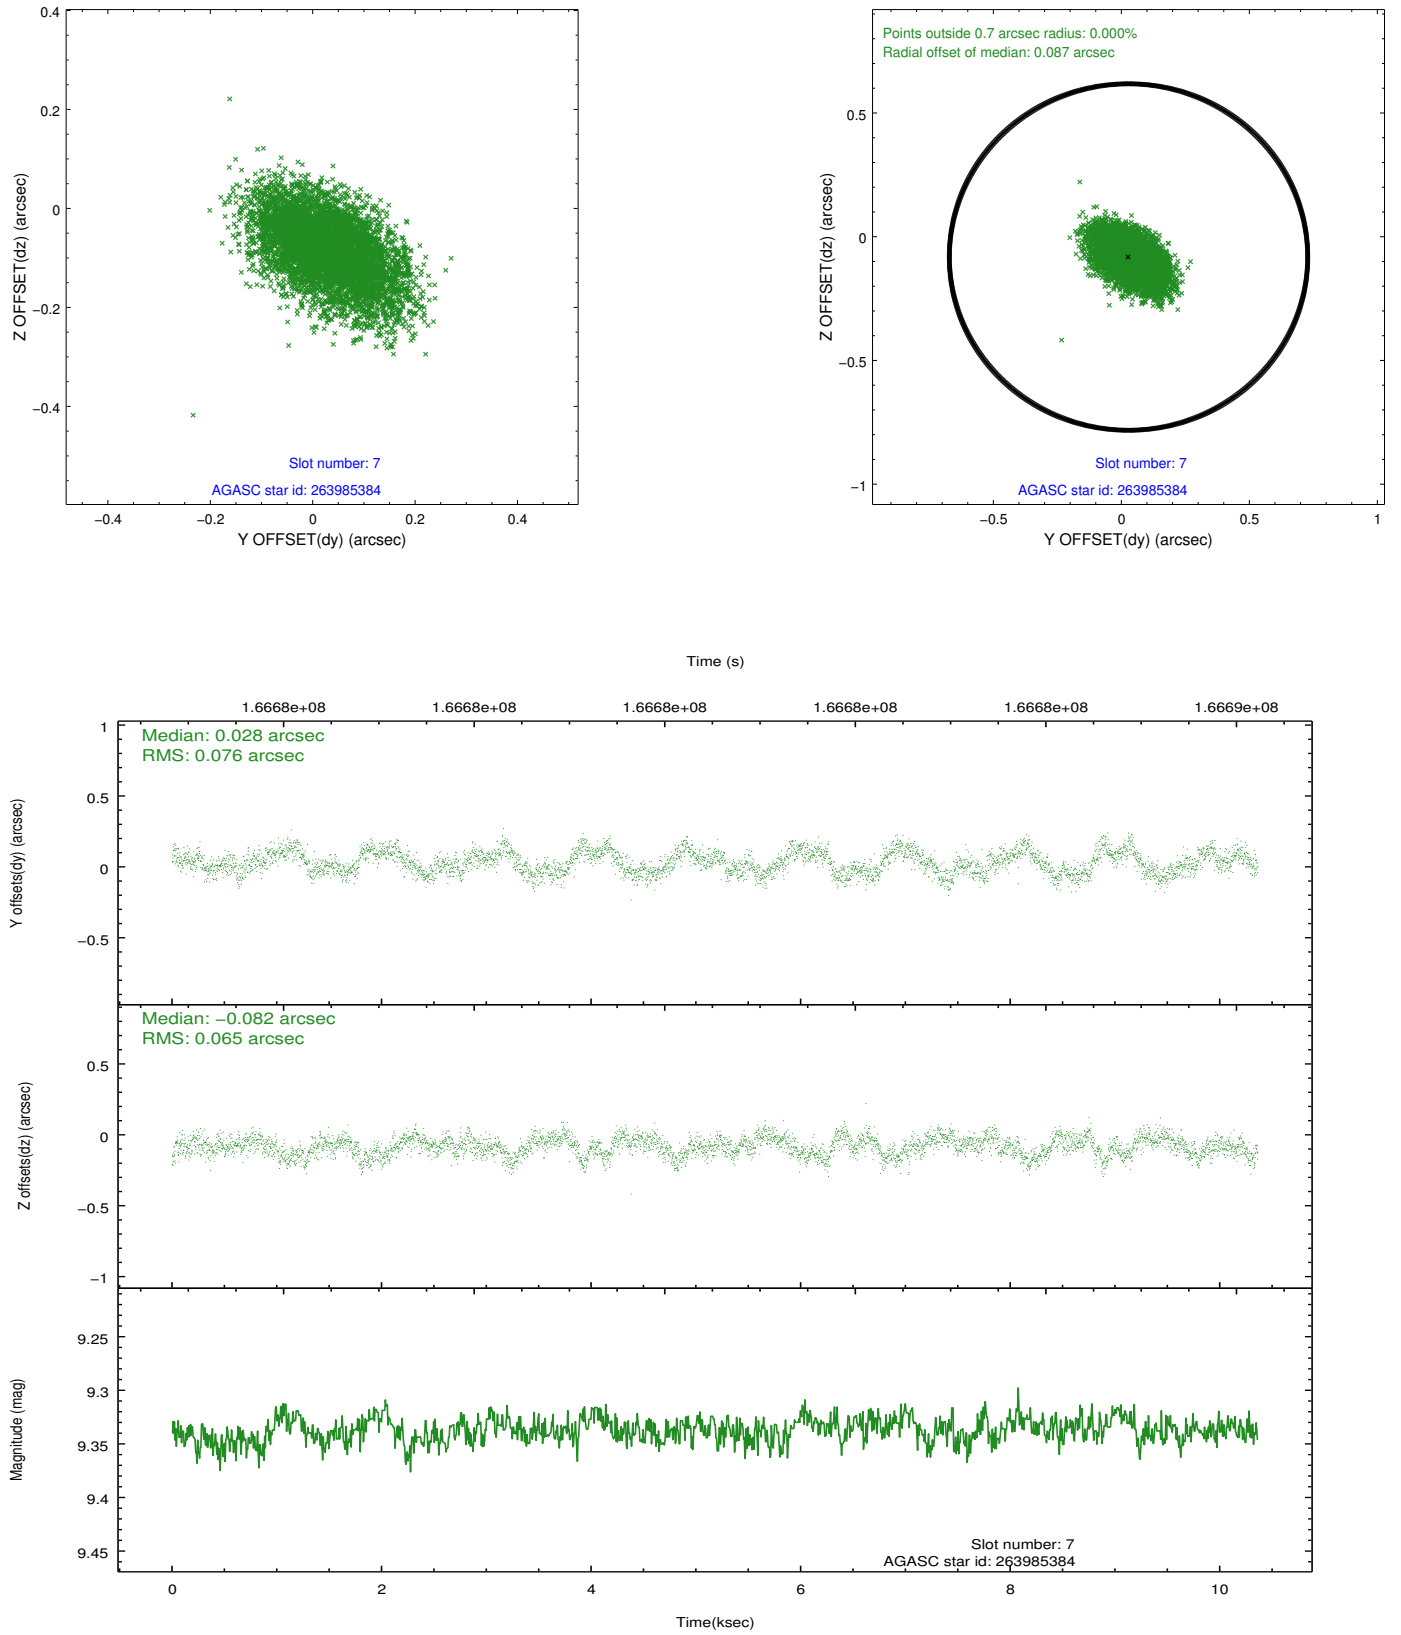 0.4
0.2
0
−0.2
−0.4
Z OFFSET(dz) (arcsec)
Slot number: 7
AGASC star id: 263985384
−0.4 −0.2 0 0.2 0.4
Y OFFSET(dy) (arcsec)
Points outside 0.7 arcsec radius: 0.000%
Radial offset of median: 0.087 arcsec
0.5
0
−0.5
−1
Z OFFSET(dz) (arcsec)
Slot number: 7
AGASC star id: 263985384
−0.5 0 0.5 1
Y OFFSET(dy) (arcsec)
Time (s)
1.6668e+08 1.6668e+08 1.6668e+08 1.6668e+08 1.6668e+08 1.6669e+08
Median: 0.028 arcsec
RMS: 0.076 arcsec
1
0.5
0
−0.5
Y offsets(dy) (arcsec)
Median: −0.082 arcsec
RMS: 0.065 arcsec
0.5
0
−0.5
−1
Z offsets(dz) (arcsec)
9.25
9.3
9.35
9.4
9.45
Magnitude (mag)
Slot number: 7
AGASC star id: 263985384
0 2 4 6 8 10
Time(ksec)